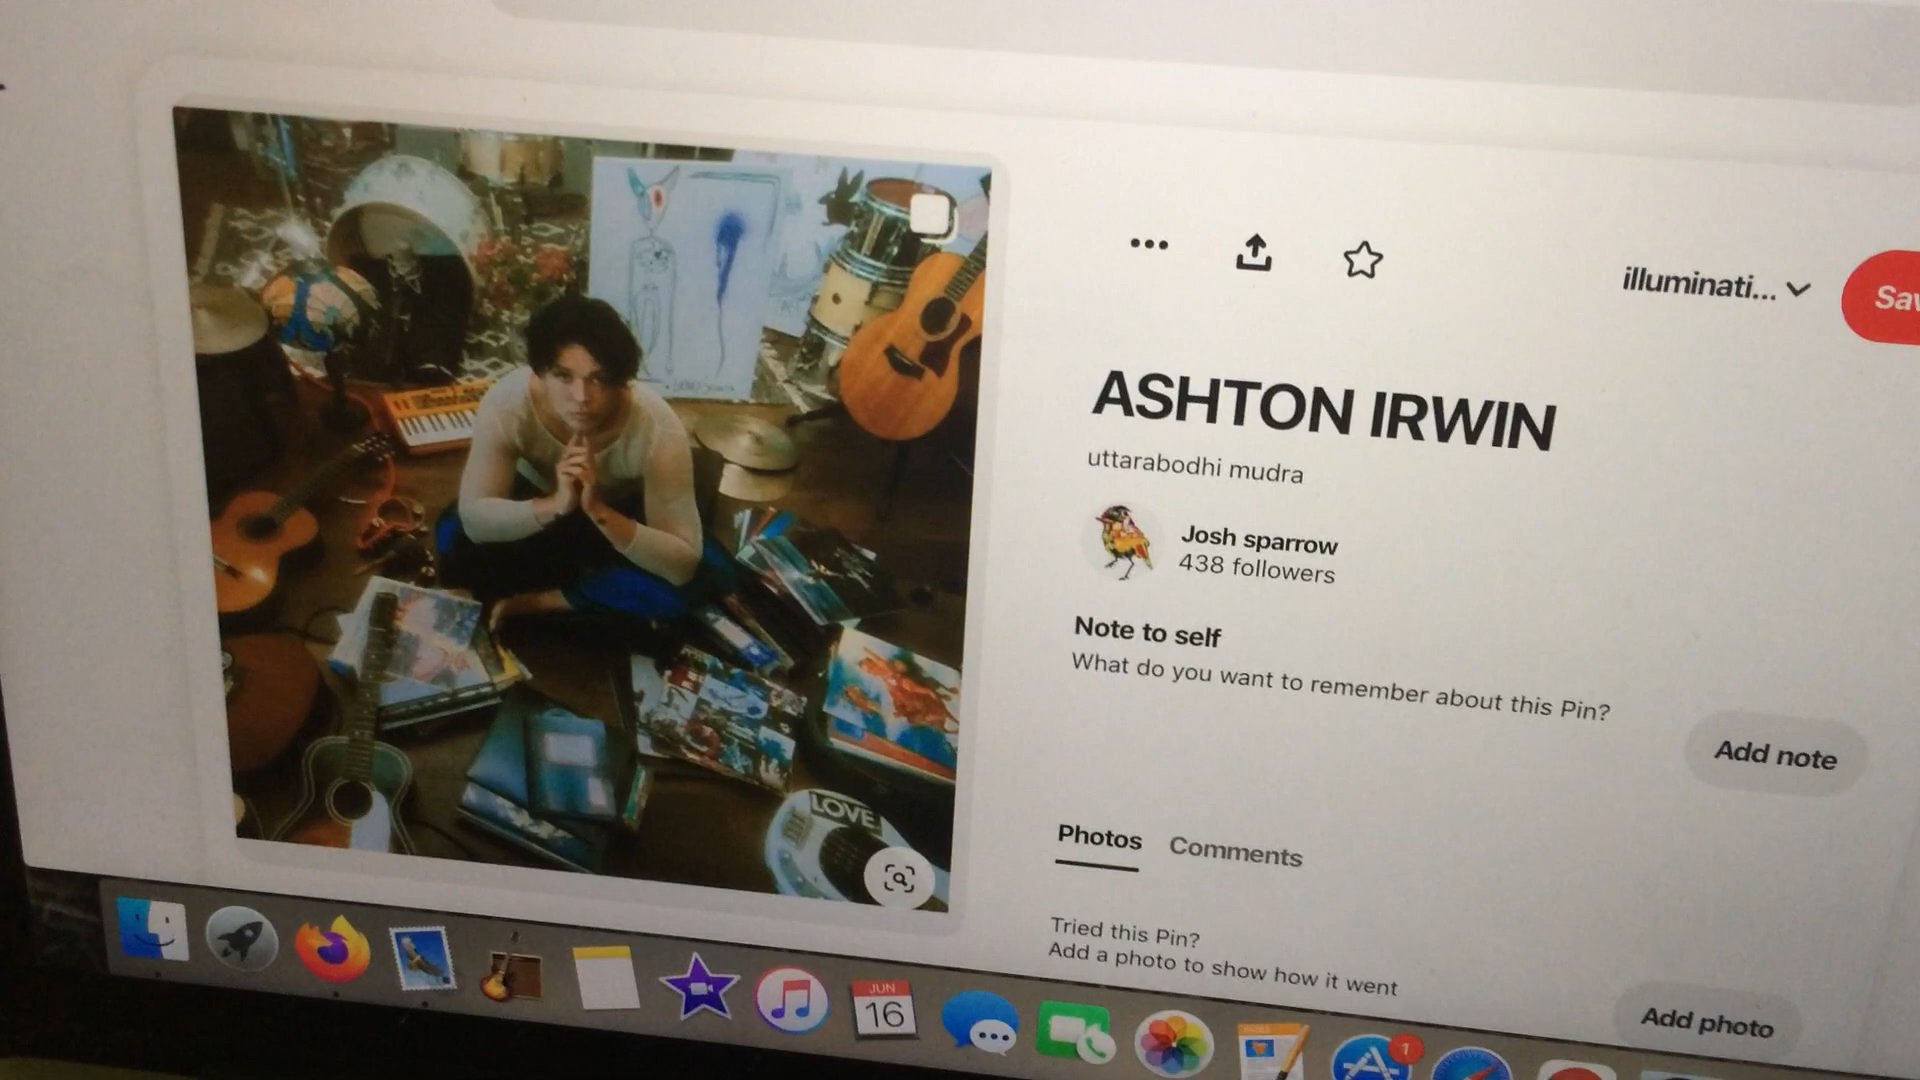 illuminati...
ASHTON IRWIN
uttarabodhi mudra
Josh sparrow
438 followers
Note to self
What do you want to remember about this Pin?
Add note
Photos
Comments
Tried this Pin?
Add a photo to show how it went
Add photo
LOVE
JUN
16
1